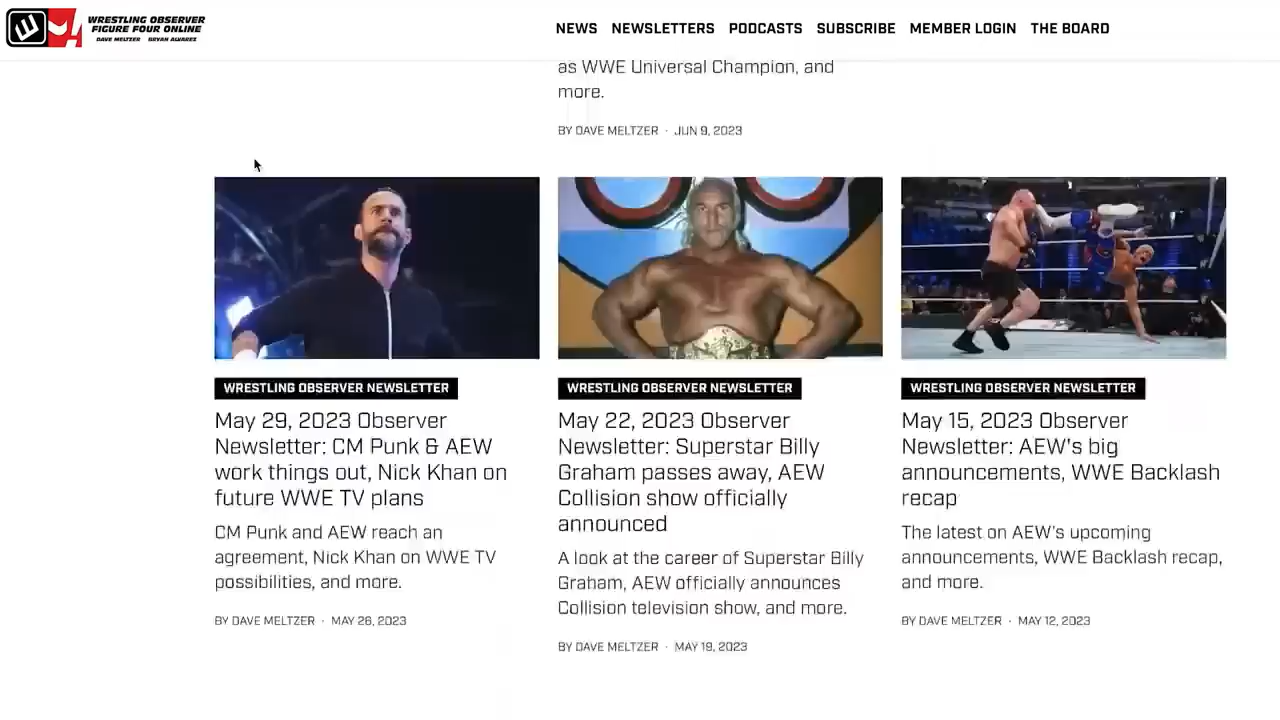 WRESTLING OBSERVER
FIGURE FOUR ONLINE
DAVE MELTZER BRYAN ALVAREZ
NEWS NEWSLETTERS PODCASTS SUBSCRIBE MEMBER LOGIN THE BOARD
as WWE Universal Champion, and
more.
BY DAVE MELTZER · JUN 9, 2023
WRESTLING OBSERVER NEWSLETTER
May 29, 2023 Observer
Newsletter: CM Punk & AEW
work things out, Nick Khan on
future WWE TV plans
CM Punk and AEW reach an
agreement, Nick Khan on WWE TV
possibilities, and more.
BY DAVE MELTZER · MAY 26, 2023
WRESTLING OBSERVER NEWSLETTER
May 22, 2023 Observer
Newsletter: Superstar Billy
Graham passes away, AEW
Collision show officially
announced
A look at the career of Superstar Billy
Graham, AEW officially announces
Collision television show, and more.
BY DAVE MELTZER · MAY 19, 2023
WRESTLING OBSERVER NEWSLETTER
May 15, 2023 Observer
Newsletter: AEW's big
announcements, WWE Backlash
recap
The latest on AEW's upcoming
announcements, WWE Backlash recap,
and more.
BY DAVE MELTZER · MAY 12, 2023